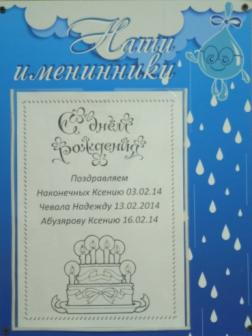 Наши
именинники
С днём
рождения
Поздравляем
Наконечных Ксению 03.02.14
Чевала Надежду 13.02.2014
Абузярову Ксению 16.02.14